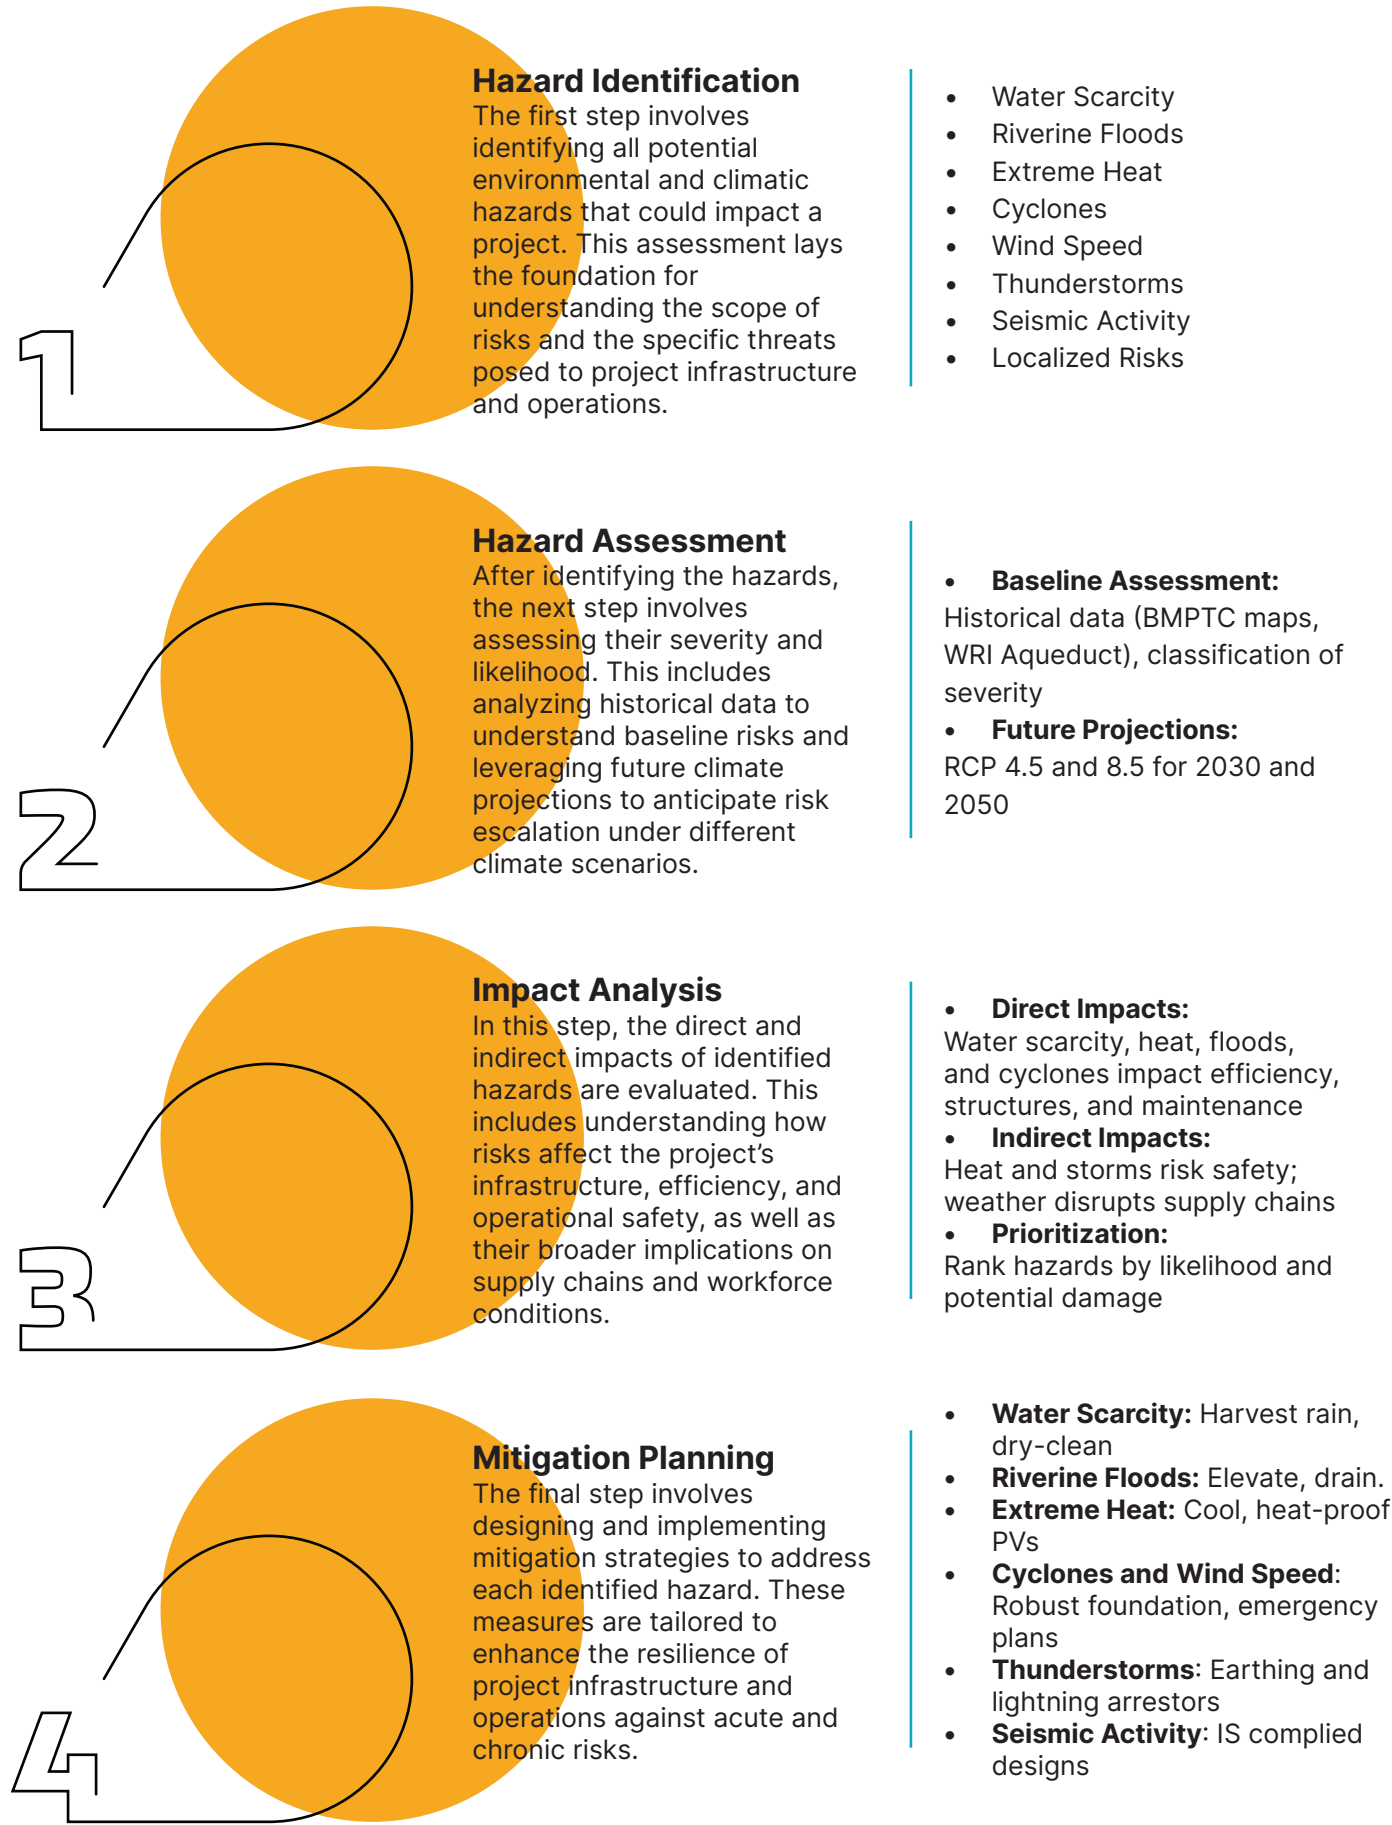 1
Hazard Identification
The first step involves
identifying all potential
environmental and climatic
hazards that could impact a
project. This assessment lays
the foundation for
understanding the scope of
risks and the specific threats
posed to project infrastructure
and operations.
• Water Scarcity
• Riverine Floods
• Extreme Heat
• Cyclones
• Wind Speed
• Thunderstorms
• Seismic Activity
• Localized Risks
2
Hazard Assessment
After identifying the hazards,
the next step involves
assessing their severity and
likelihood. This includes
analyzing historical data to
understand baseline risks and
leveraging future climate
projections to anticipate risk
escalation under different
climate scenarios.
• Baseline Assessment:
Historical data (BMPTC maps,
WRI Aqueduct), classification of
severity
• Future Projections:
RCP 4.5 and 8.5 for 2030 and
2050
3
Impact Analysis
In this step, the direct and
indirect impacts of identified
hazards are evaluated. This
includes understanding how
risks affect the project’s
infrastructure, efficiency, and
operational safety, as well as
their broader implications on
supply chains and workforce
conditions.
• Direct Impacts:
Water scarcity, heat, floods,
and cyclones impact efficiency,
structures, and maintenance
• Indirect Impacts:
Heat and storms risk safety;
weather disrupts supply chains
• Prioritization:
Rank hazards by likelihood and
potential damage
4
Mitigation Planning
The final step involves
designing and implementing
mitigation strategies to address
each identified hazard. These
measures are tailored to
enhance the resilience of
project infrastructure and
operations against acute and
chronic risks.
• Water Scarcity: Harvest rain,
dry-clean
• Riverine Floods: Elevate, drain.
• Extreme Heat: Cool, heat-proof
PVs
• Cyclones and Wind Speed:
Robust foundation, emergency
plans
• Thunderstorms: Earthing and
lightning arrestors
• Seismic Activity: IS complied
designs